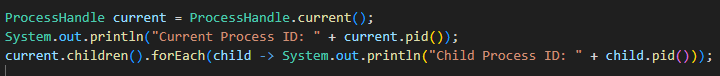 ProcessHandle current = ProcessHandle.current();
System.out.println("Current Process ID: " + current.pid());
current.children().forEach(child -> System.out.println("Child Process ID: " + child.pid()));